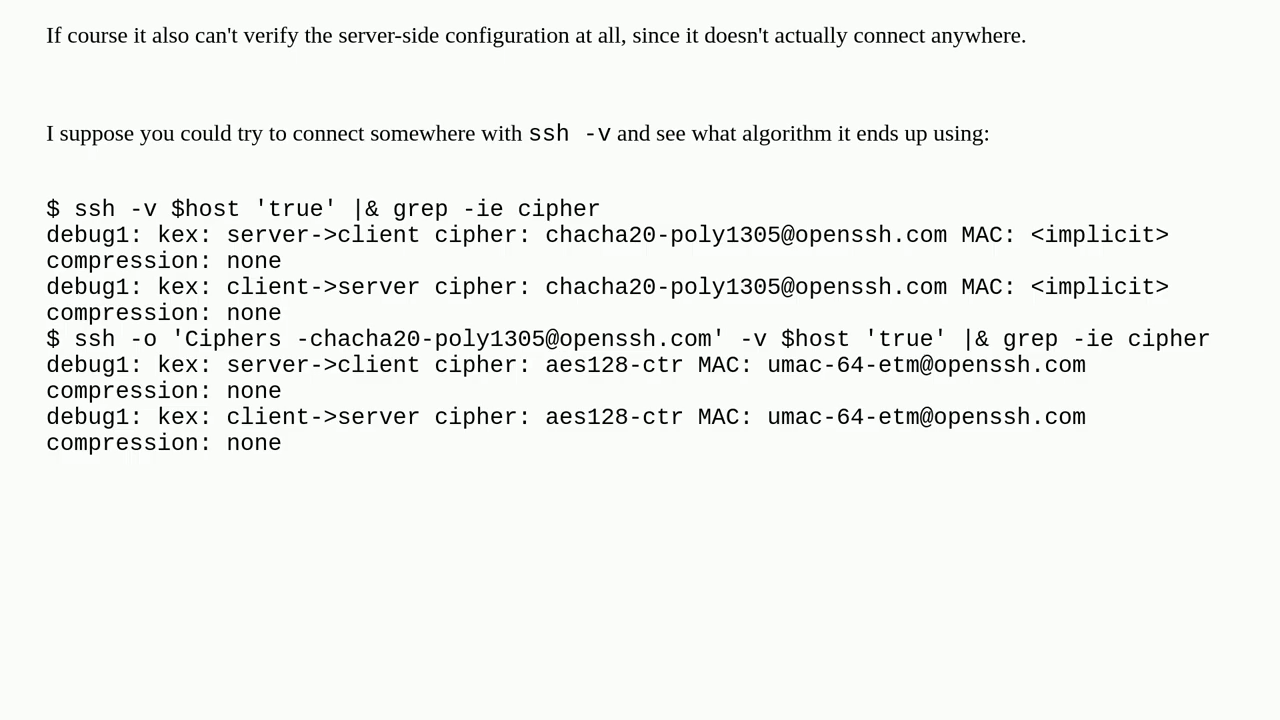 If course it also can't verify the server-side configuration at all, since it doesn't actually connect anywhere.
I suppose you could try to connect somewhere with ssh -v and see what algorithm it ends up using:
$ ssh -v $host 'true' |& grep -ie cipher
debug1: kex: server->client cipher: chacha20-poly1305@openssh.com MAC: <implicit>
compression: none
debug1: kex: client->server cipher: chacha20-poly1305@openssh.com MAC: <implicit>
compression: none
$ ssh -o 'Ciphers -chacha20-poly1305@openssh.com' -v $host 'true' |& grep -ie cipher
debug1: kex: server->client cipher: aes128-ctr MAC: umac-64-etm@openssh.com
compression: none
debug1: kex: client->server cipher: aes128-ctr MAC: umac-64-etm@openssh.com
compression: none